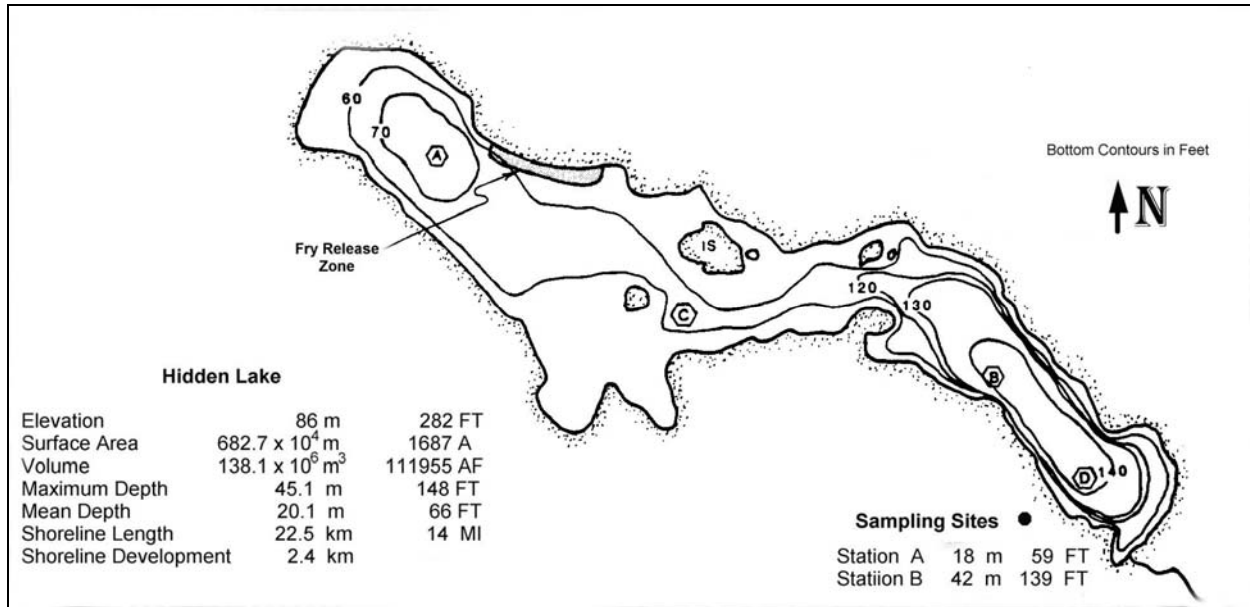 60
70
A
Bottom Contours in Feet
N
Fry Release
Zone
IS
120
130
C
B
D
140
Hidden Lake
Elevation 86 m 282 FT
Surface Area 682.7 x 10⁴ m 1687 A
Volume 138.1 x 10⁶ m³ 111955 AF
Maximum Depth 45.1 m 148 FT
Mean Depth 20.1 m 66 FT
Shoreline Length 22.5 km 14 MI
Shoreline Development 2.4 km
Sampling Sites
Station A 18 m 59 FT
Statiion B 42 m 139 FT